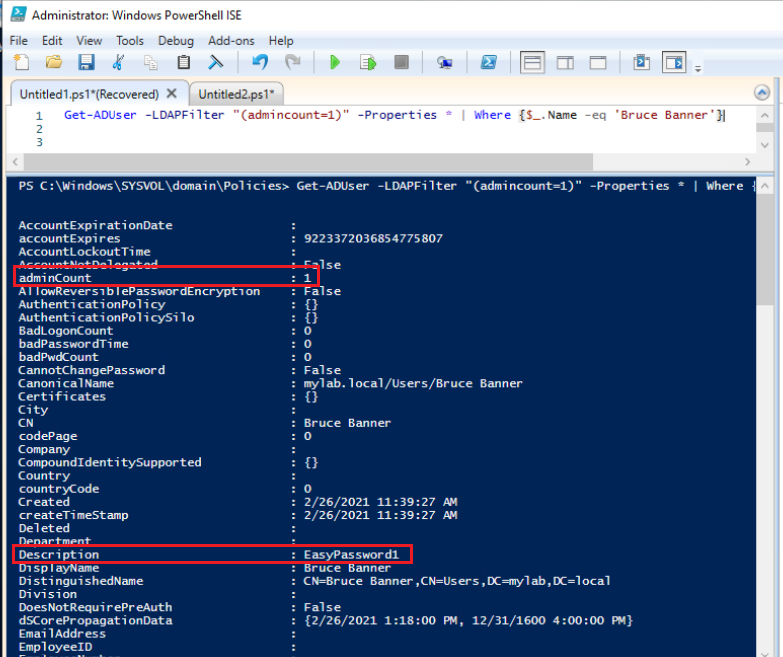 Administrator: Windows PowerShell ISE
File Edit View Tools Debug Add-ons Help
Untitled1.ps1*(Recovered) X Untitled2.ps1*
1 Get-ADUser -LDAPFilter "(admincount=1)" -Properties * | Where {$_.Name -eq 'Bruce Banner'}
2
3
PS C:\Windows\SYSVOL\domain\Policies> Get-ADUser -LDAPFilter "(admincount=1)" -Properties * | Where {
AccountExpirationDate :
accountExpires : 9223372036854775807
AccountLockoutTime :
AccountNotDelegated : False
adminCount : 1
AllowReversiblePasswordEncryption : False
AuthenticationPolicy : {}
AuthenticationPolicySilo : {}
BadLogonCount : 0
badPasswordTime : 0
badPwdCount : 0
CannotChangePassword : False
CanonicalName : mylab.local/Users/Bruce Banner
Certificates : {}
City :
CN : Bruce Banner
codePage : 0
Company :
CompoundIdentitySupported : {}
Country :
countryCode : 0
Created : 2/26/2021 11:39:27 AM
createTimeStamp : 2/26/2021 11:39:27 AM
Deleted :
Department :
Description : EasyPassword1
DisplayName : Bruce Banner
DistinguishedName : CN=Bruce Banner,CN=Users,DC=mylab,DC=local
Division :
DoesNotRequirePreAuth : False
dSCorePropagationData : {2/26/2021 1:18:00 PM, 12/31/1600 4:00:00 PM}
EmailAddress :
EmployeeID :